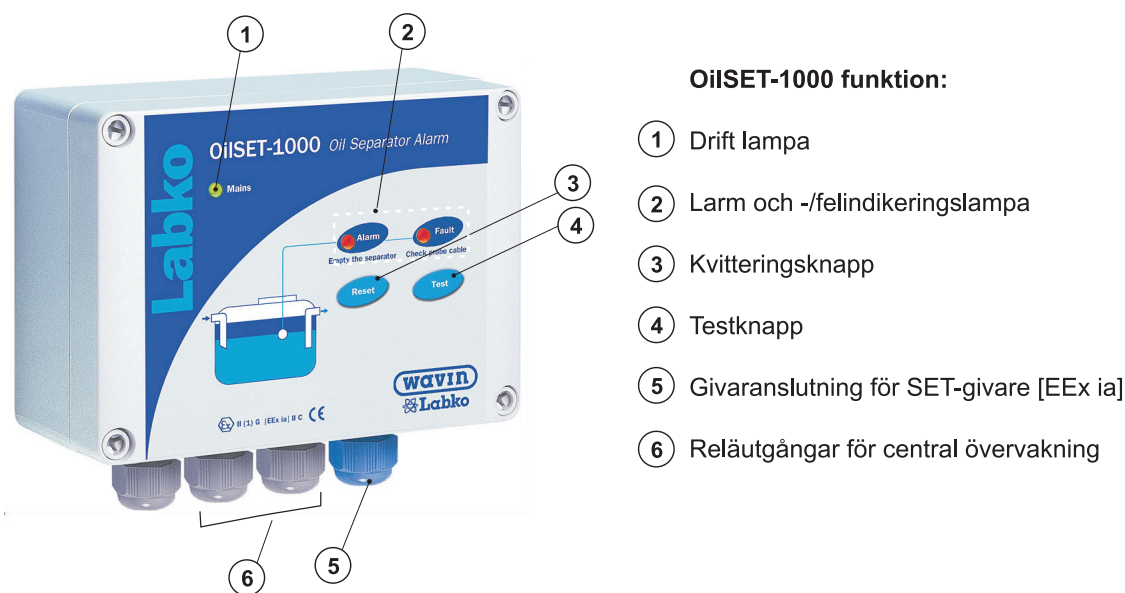 1
2
3
4
5
6
Labko
OilSET-1000 Oil Separator Alarm
Mains
Alarm
Fault
Empty the separator
Check probe cable
Reset
Test
wavin
Labko
Ex II (1) G [EEx ia] II C CE
OilSET-1000 funktion:
1 Drift lampa
2 Larm och -/felindikeringslampa
3 Kvitteringsknapp
4 Testknapp
5 Givaranslutning för SET-givare [EEx ia]
6 Reläutgångar för central övervakning